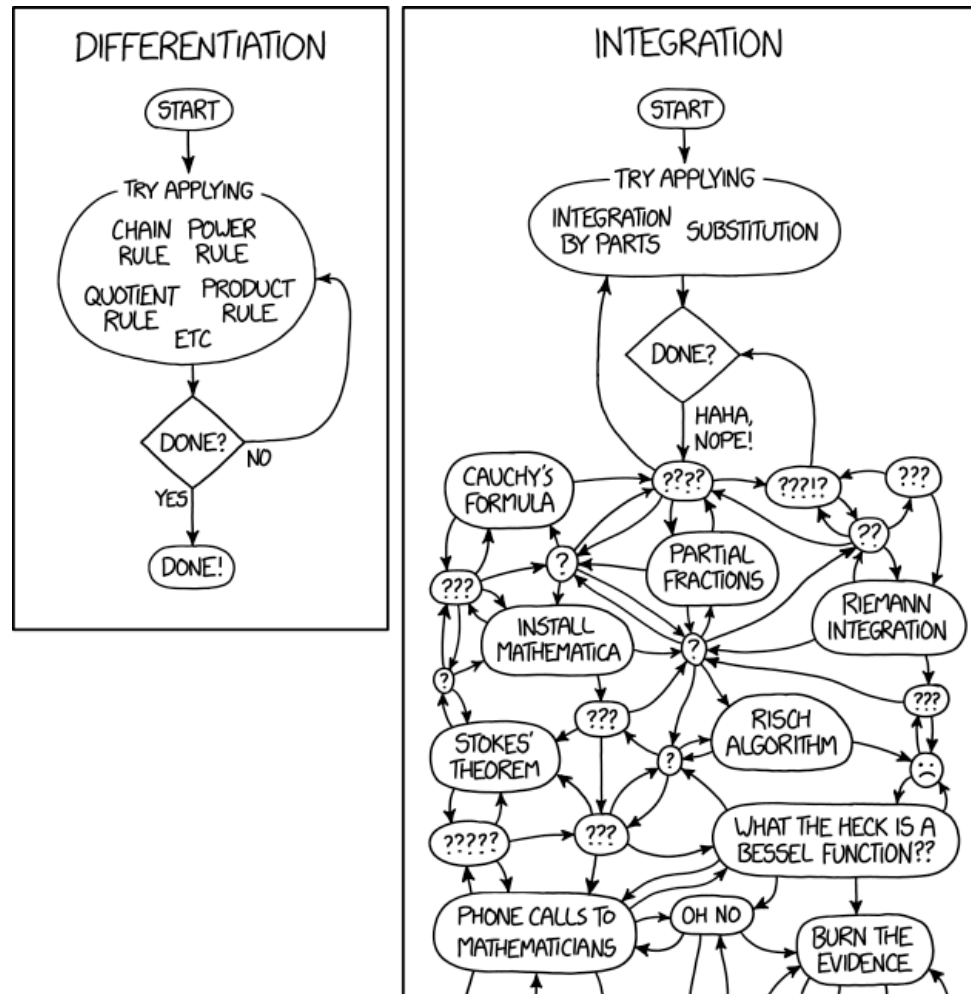 DIFFERENTIATION
START
TRY APPLYING
CHAIN
RULE
POWER
RULE
QUOTIENT
RULE
PRODUCT
RULE
ETC
DONE?
NO
YES
DONE!
INTEGRATION
START
TRY APPLYING
INTEGRATION
BY PARTS
SUBSTITUTION
DONE?
HAHA,
NOPE!
CAUCHY'S
FORMULA
????
???!?
???
??
???
?
PARTIAL
FRACTIONS
RIEMANN
INTEGRATION
INSTALL
MATHEMATICA
?
?
???
???
STOKES'
THEOREM
?
RISCH
ALGORITHM
?????
???
WHAT THE HECK IS A
BESSEL FUNCTION??
PHONE CALLS TO
MATHEMATICIANS
OH NO
BURN THE
EVIDENCE